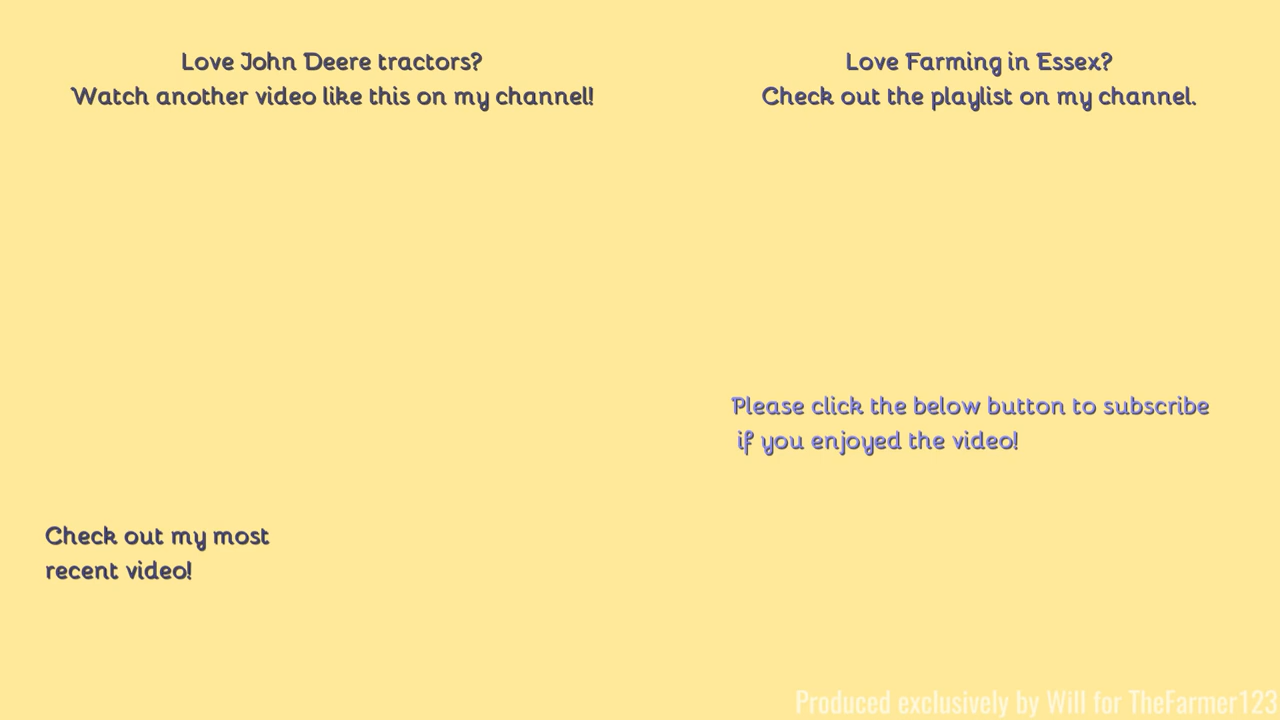 Love John Deere tractors?
Watch another video like this on my channel!
Love Farming in Essex?
Check out the playlist on my channel.
Please click the below button to subscribe
if you enjoyed the video!
Check out my most
recent video!
Produced exclusively by Will for TheFarmer123